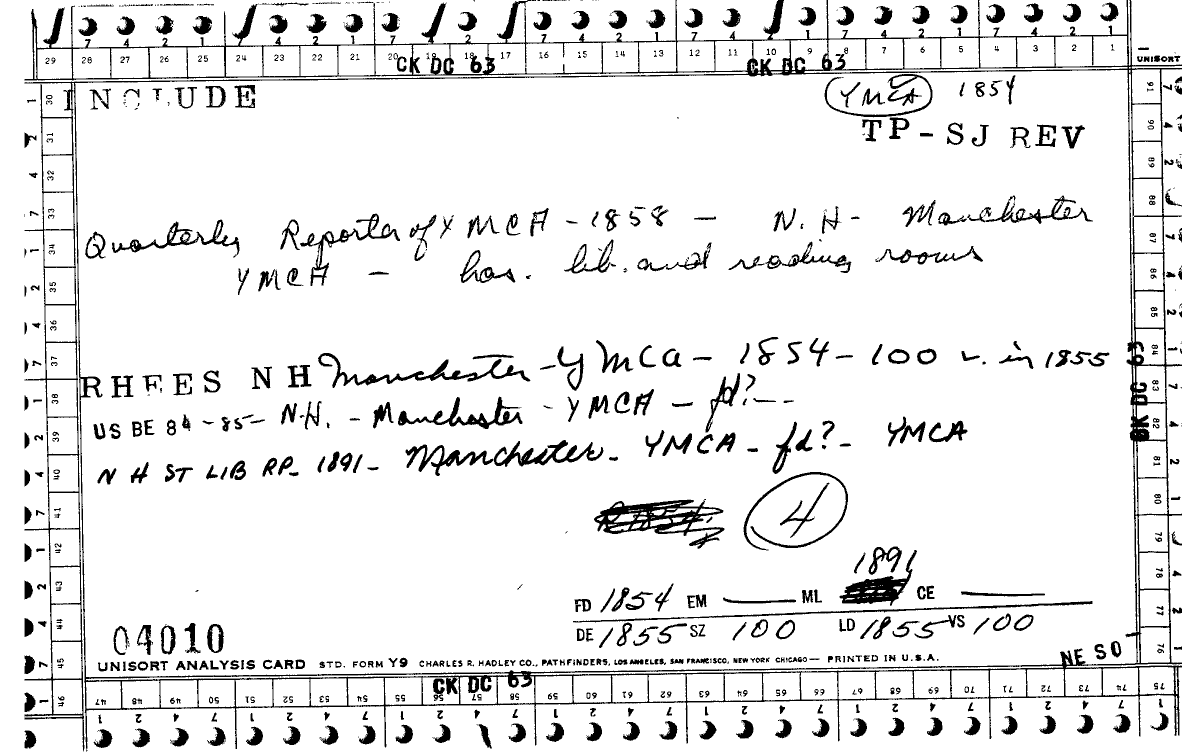 7 4 2 1 7 4 2 1 7 4 2 1 7 4 2 1 7 4 2 1 7 4 2 1 7 4 2 1
29 28 27 26 25 24 23 22 21 20 19 18 17 16 15 14 13 12 11 10 9 8 7 6 5 4 3 2 1
CK DC 63 CK DC 63
UNISORT
INCLUDE
YMCA 1854
TP-SJ REV
Quarterly Reporter of YMCA - 1858 - N.H - Manchester
YMCA - has. lib. and reading rooms
RHEES NH Manchester - YMCA - 1854 - 100 v. in 1855
US BE 84-85- N.H. - Manchester - YMCA - fd? -
N H ST LIB RP- 1891- Manchester- YMCA - fd? - YMCA
4
1891
FD 1854 EM — ML CE —
DE 1855 SZ 100 LD 1855 VS 100
04010
NE SO
UNISORT ANALYSIS CARD STD. FORM Y9 CHARLES R. HADLEY CO., PATHFINDERS, LOS ANGELES, SAN FRANCISCO, NEW YORK CHICAGO — PRINTED IN U.S.A.
CK DC 63
CK DC 63